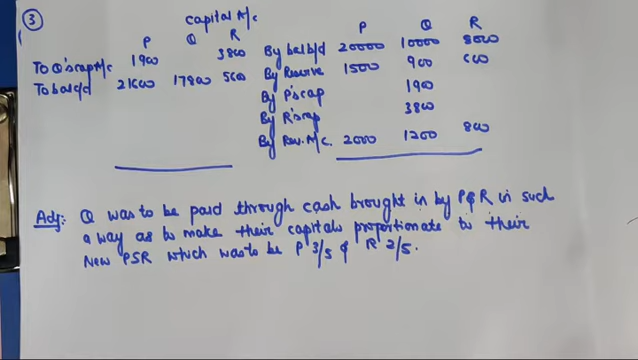 ③
Capital A/c
P Q R P Q R
To Q's cap A/c 1900 3800 By bal b/d 20000 10000 8000
To bal c/d 21600 17800 5600 By Reserve 1500 900 600
By P's cap 1900
By R's cap 3800
By Rev. A/c. 2000 1200 800
Adj: Q was to be paid through cash brought in by P & R in such
a way as to make their capitals proportionate to their
New PSR which was to be P 3/5 & R 2/5.